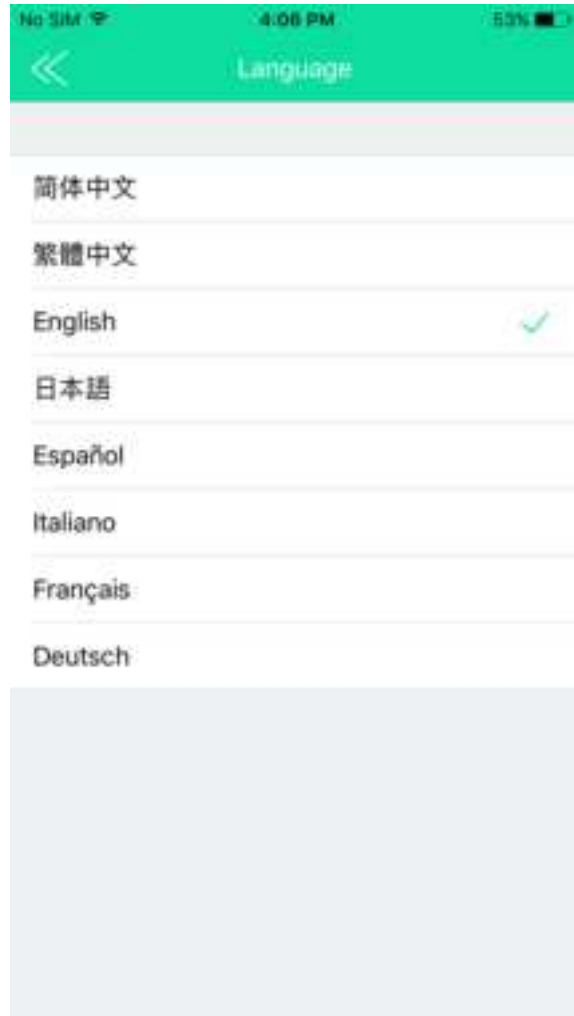 No SIM 4:06 PM 53%
Language
简体中文
繁體中文
English
日本語
Español
Italiano
Français
Deutsch